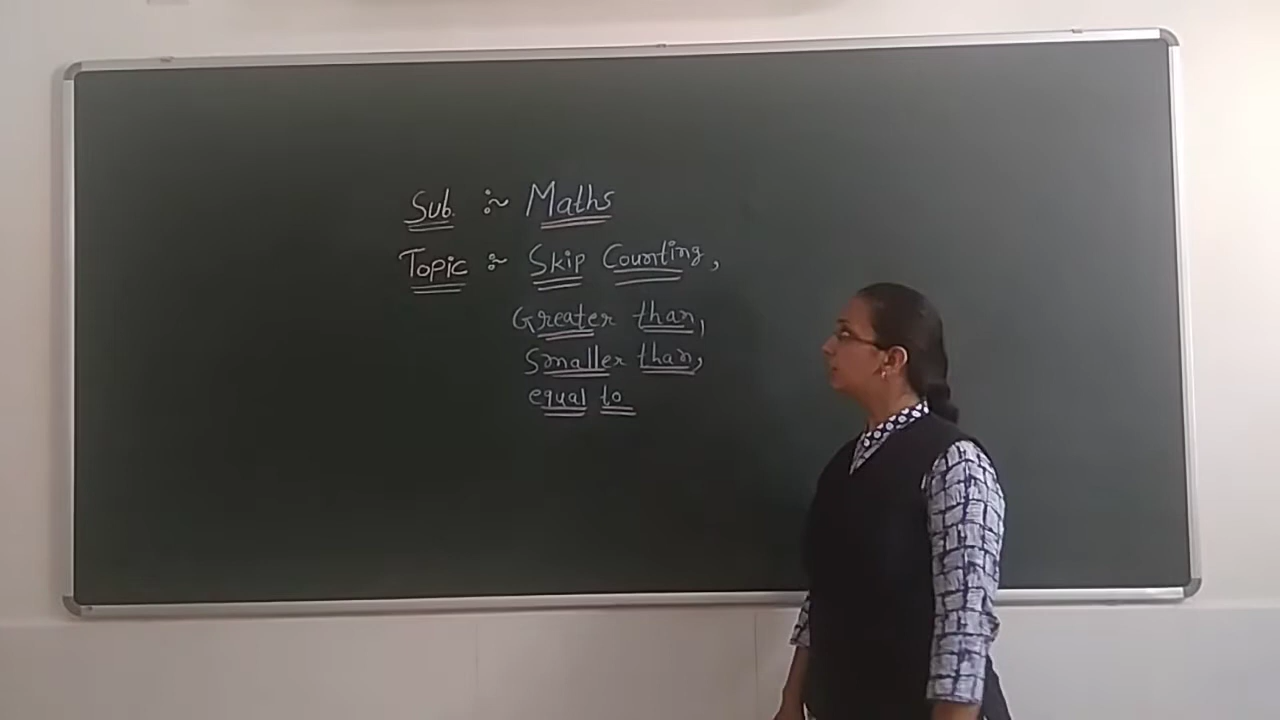 Sub. :~ Maths
Topic :~ Skip Counting,
Greater than,
Smaller than,
equal to